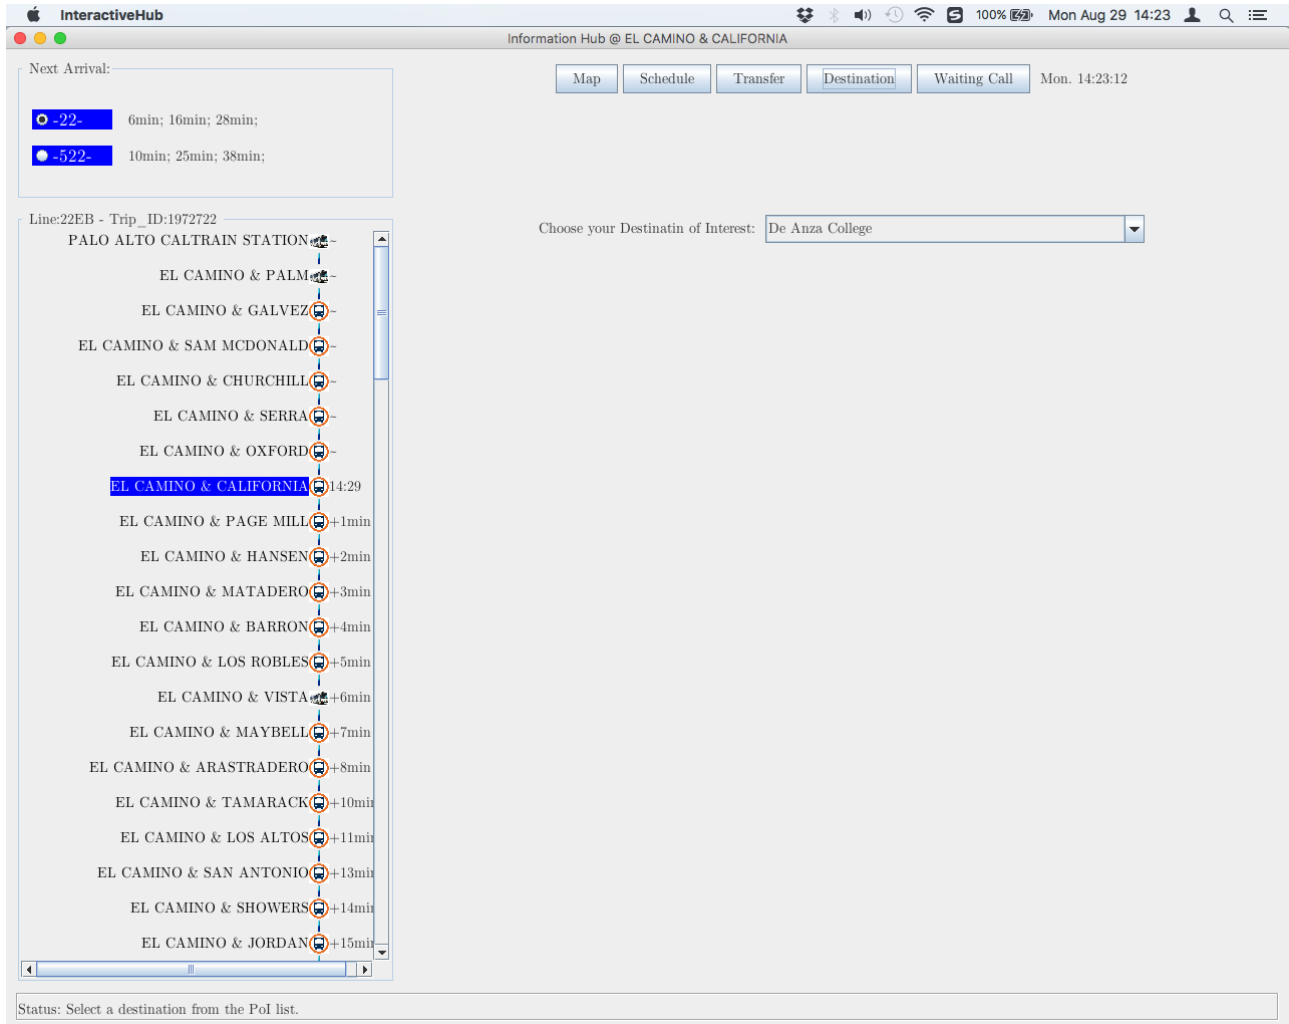 InteractiveHub
100% Mon Aug 29 14:23
Information Hub @ EL CAMINO & CALIFORNIA
Next Arrival:
-22- 6min; 16min; 28min;
-522- 10min; 25min; 38min;
Map Schedule Transfer Destination Waiting Call Mon. 14:23:12
Line:22EB - Trip_ID:1972722
PALO ALTO CALTRAIN STATION ~
EL CAMINO & PALM ~
EL CAMINO & GALVEZ ~
EL CAMINO & SAM MCDONALD ~
EL CAMINO & CHURCHILL ~
EL CAMINO & SERRA ~
EL CAMINO & OXFORD ~
EL CAMINO & CALIFORNIA 14:29
EL CAMINO & PAGE MILL +1min
EL CAMINO & HANSEN +2min
EL CAMINO & MATADERO +3min
EL CAMINO & BARRON +4min
EL CAMINO & LOS ROBLES +5min
EL CAMINO & VISTA +6min
EL CAMINO & MAYBELL +7min
EL CAMINO & ARASTRADERO +8min
EL CAMINO & TAMARACK +10min
EL CAMINO & LOS ALTOS +11min
EL CAMINO & SAN ANTONIO +13min
EL CAMINO & SHOWERS +14min
EL CAMINO & JORDAN +15min
Choose your Destinatin of Interest: De Anza College
Status: Select a destination from the PoI list.